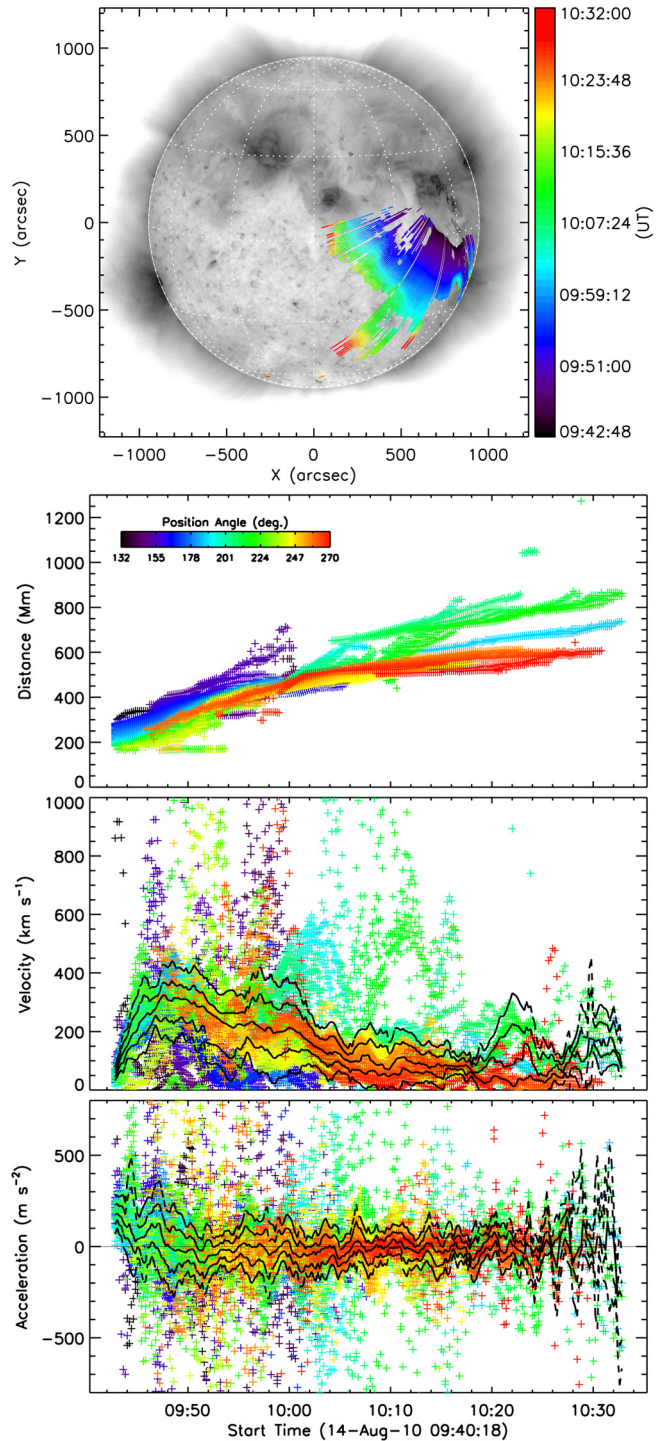 1000
500
0
−500
−1000
Y (arcsec)
−1000 −500 0 500 1000
X (arcsec)
10:32:00
10:23:48
10:15:36
10:07:24
09:59:12
09:51:00
09:42:48
(UT)
1200
1000
800
600
400
200
0
Distance (Mm)
Position Angle (deg.)
132 155 178 201 224 247 270
1000
800
600
400
200
0
Velocity (km s⁻¹)
500
0
−500
Acceleration (m s⁻²)
09:50 10:00 10:10 10:20 10:30
Start Time (14-Aug-10 09:40:18)